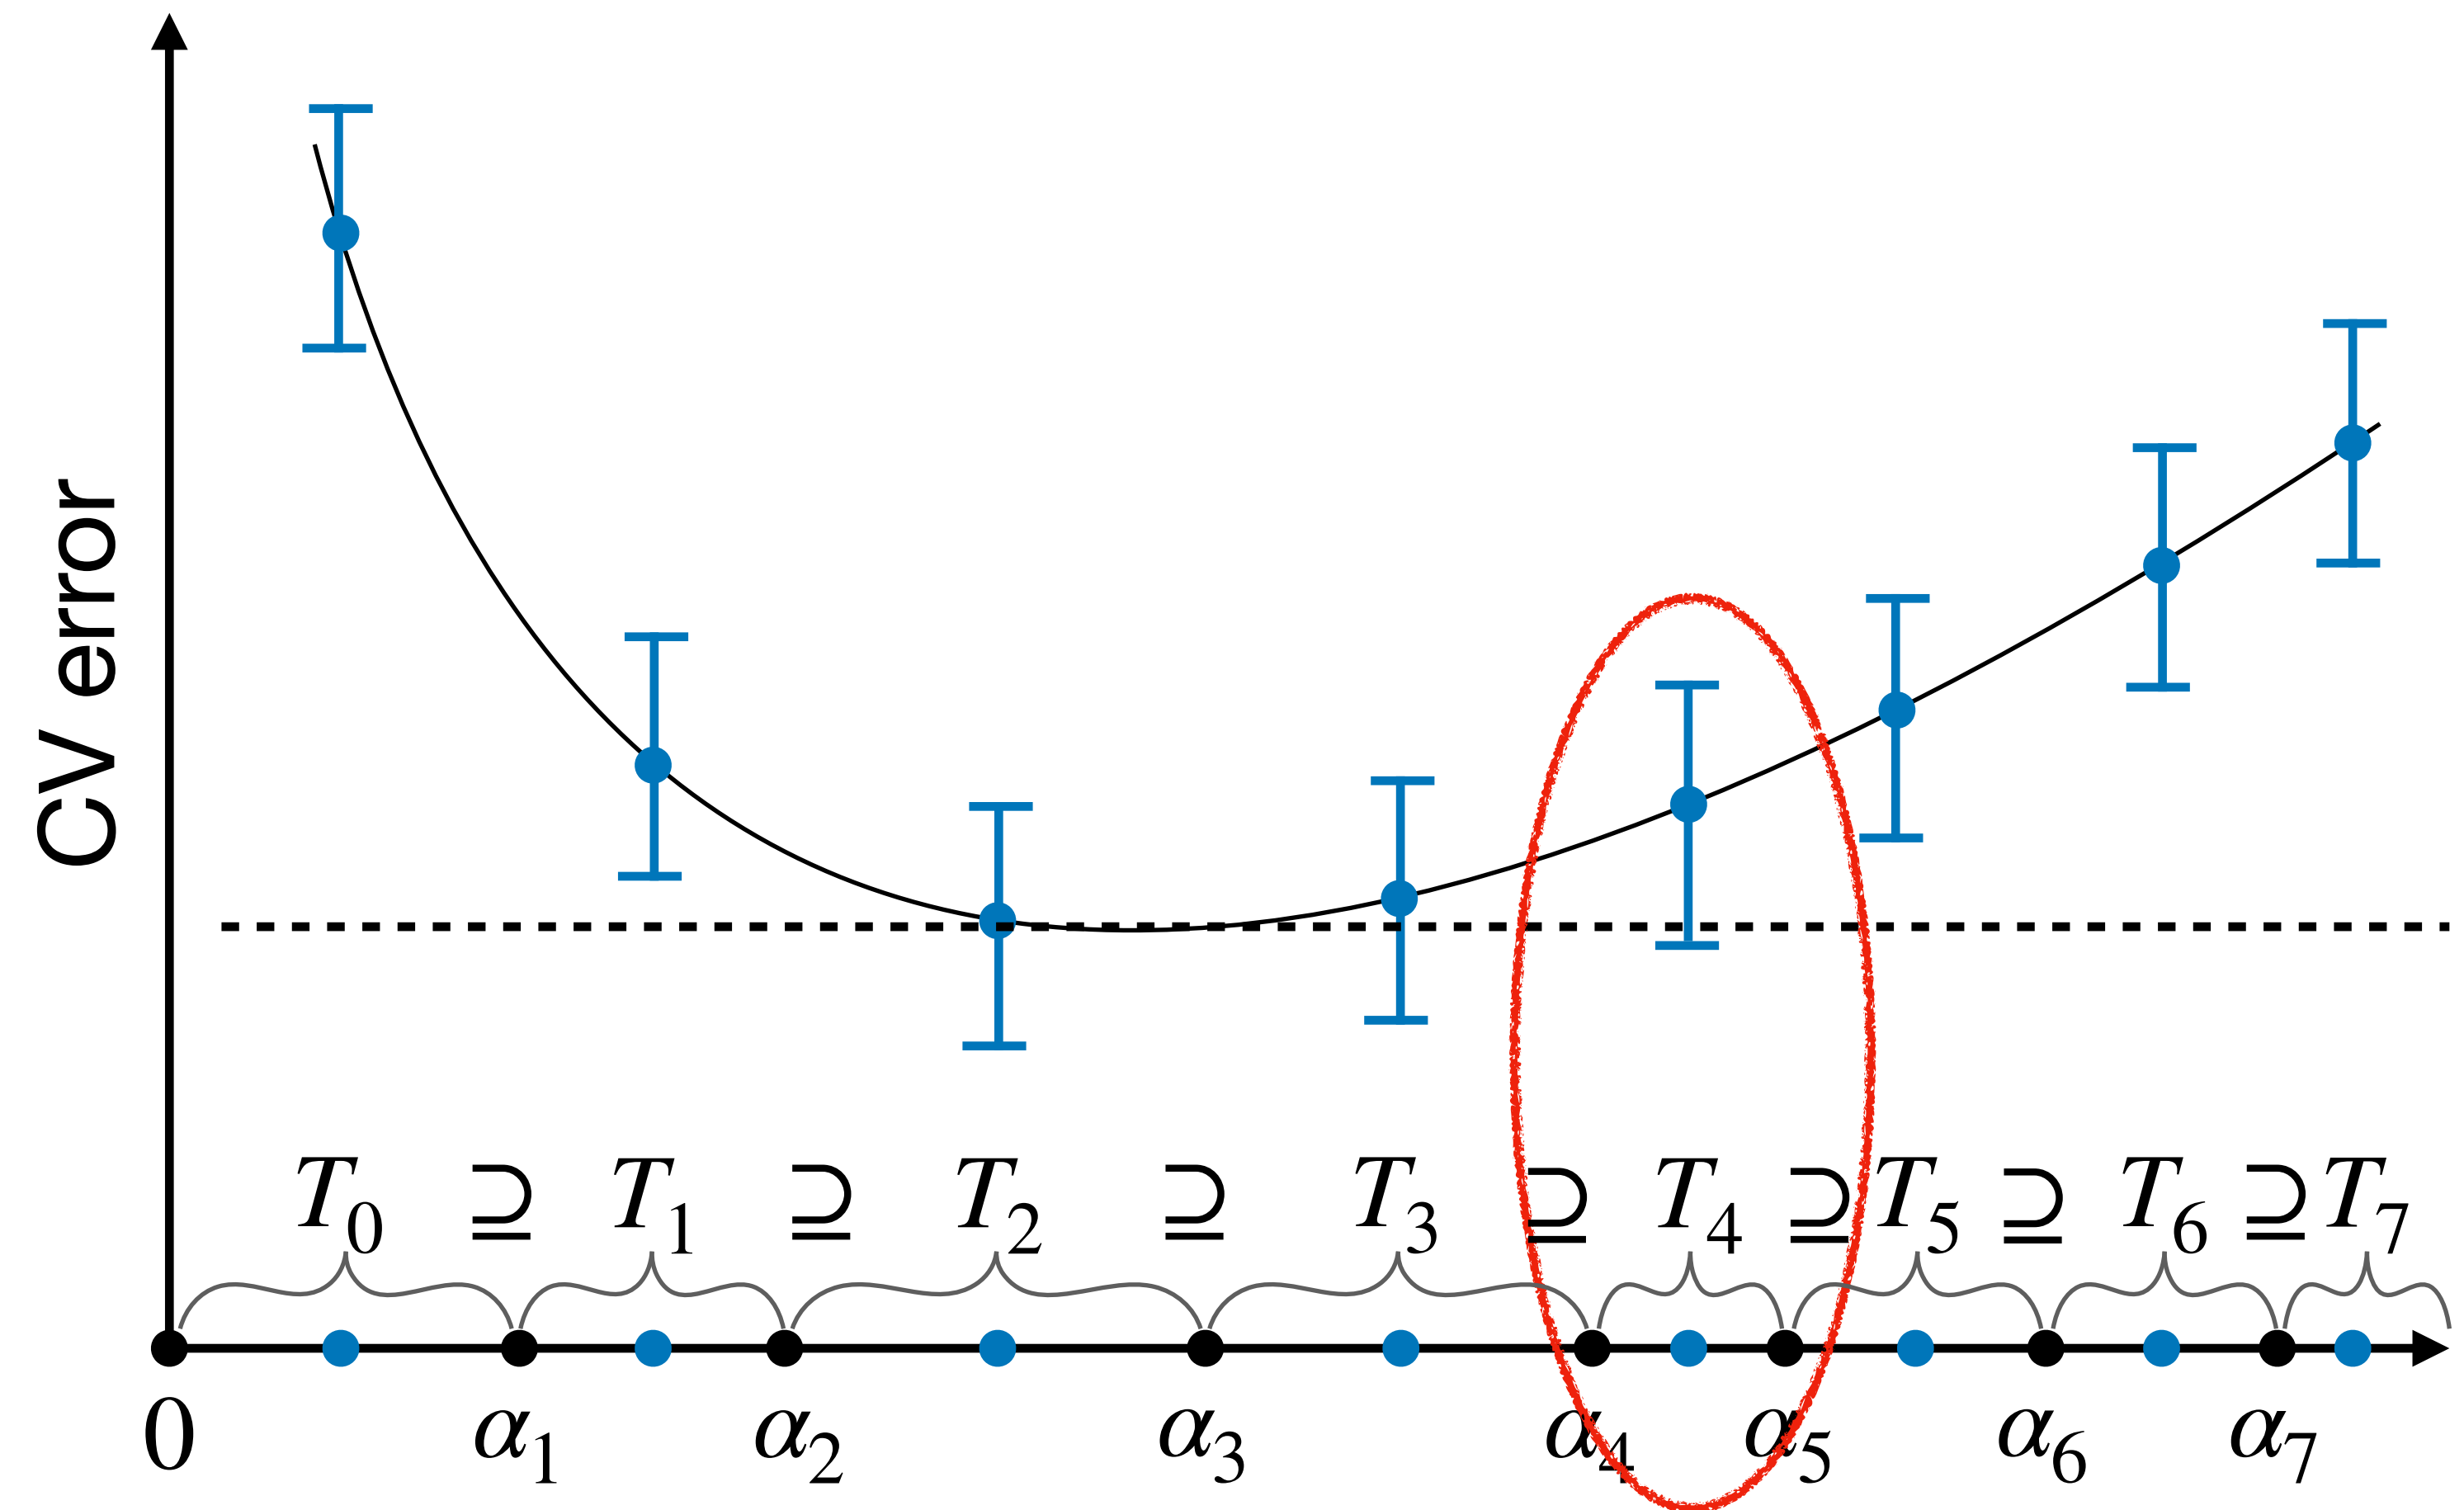 CV error
T₀ ⊇ T₁ ⊇ T₂ ⊇ T₃ ⊇ T₄ ⊇ T₅ ⊇ T₆ ⊇ T₇
0 α₁ α₂ α₃ α₄ α₅ α₆ α₇